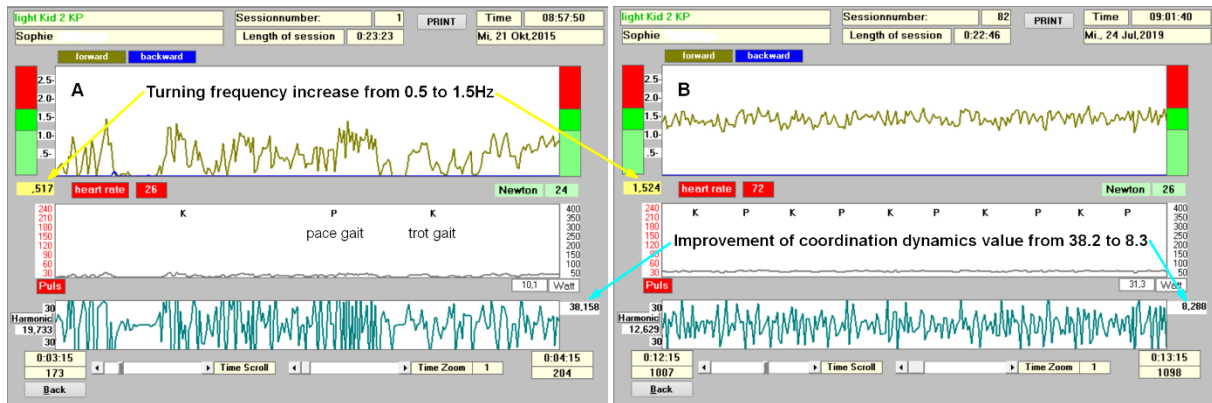 light Kid 2 KP
Sessionnumber: 1
PRINT
Time 08:57:50
Sophie
Length of session 0:23:23
Mi, 21 Okt,2015
forward backward
A
2.5-
2.0-
1.5-
1.0-
.5-
,517
heart rate 26
Newton 24
240
210
180
150
120
90
60
30
K P K
pace gait trot gait
400
350
300
250
200
150
100
50
Puls
10,1 Watt
30
Harmonic
19,733
30
38,158
0:03:15
173
Time Scroll
Time Zoom 1
0:04:15
204
Back
Turning frequency increase from 0.5 to 1.5Hz
light Kid 2 KP
Sessionnumber: 82
PRINT
Time 09:01:40
Sophie
Length of session 0:22:46
Mi., 24 Jul,2019
forward backward
B
2.5-
2.0-
1.5-
1.0-
.5-
1,524
heart rate 72
Newton 26
240
210
180
150
120
90
60
30
K P K P K P K P K P
400
350
300
250
200
150
100
50
Improvement of coordination dynamics value from 38.2 to 8.3
Puls
31,3 Watt
30
Harmonic
12,629
30
8,288
0:12:15
1007
Time Scroll
Time Zoom 1
0:13:15
1098
Back